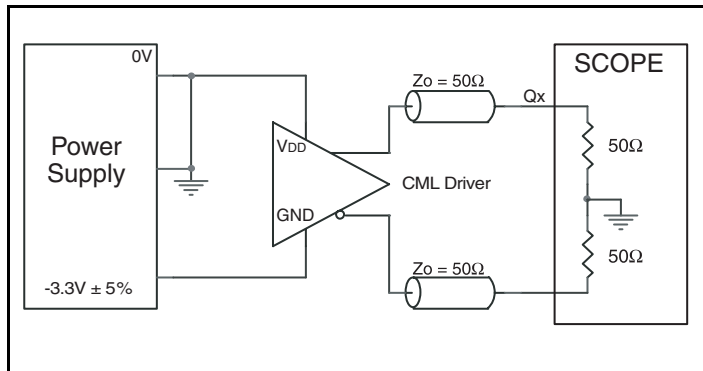 0V
Power
Supply
-3.3V ± 5%
VDD
GND
CML Driver
Zo = 50Ω
Zo = 50Ω
Qx
SCOPE
50Ω
50Ω